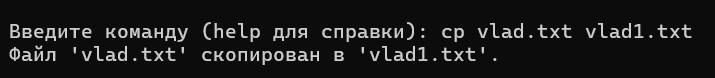 Введите команду (help для справки): cp vlad.txt vlad1.txt
Файл 'vlad.txt' скопирован в 'vlad1.txt'.